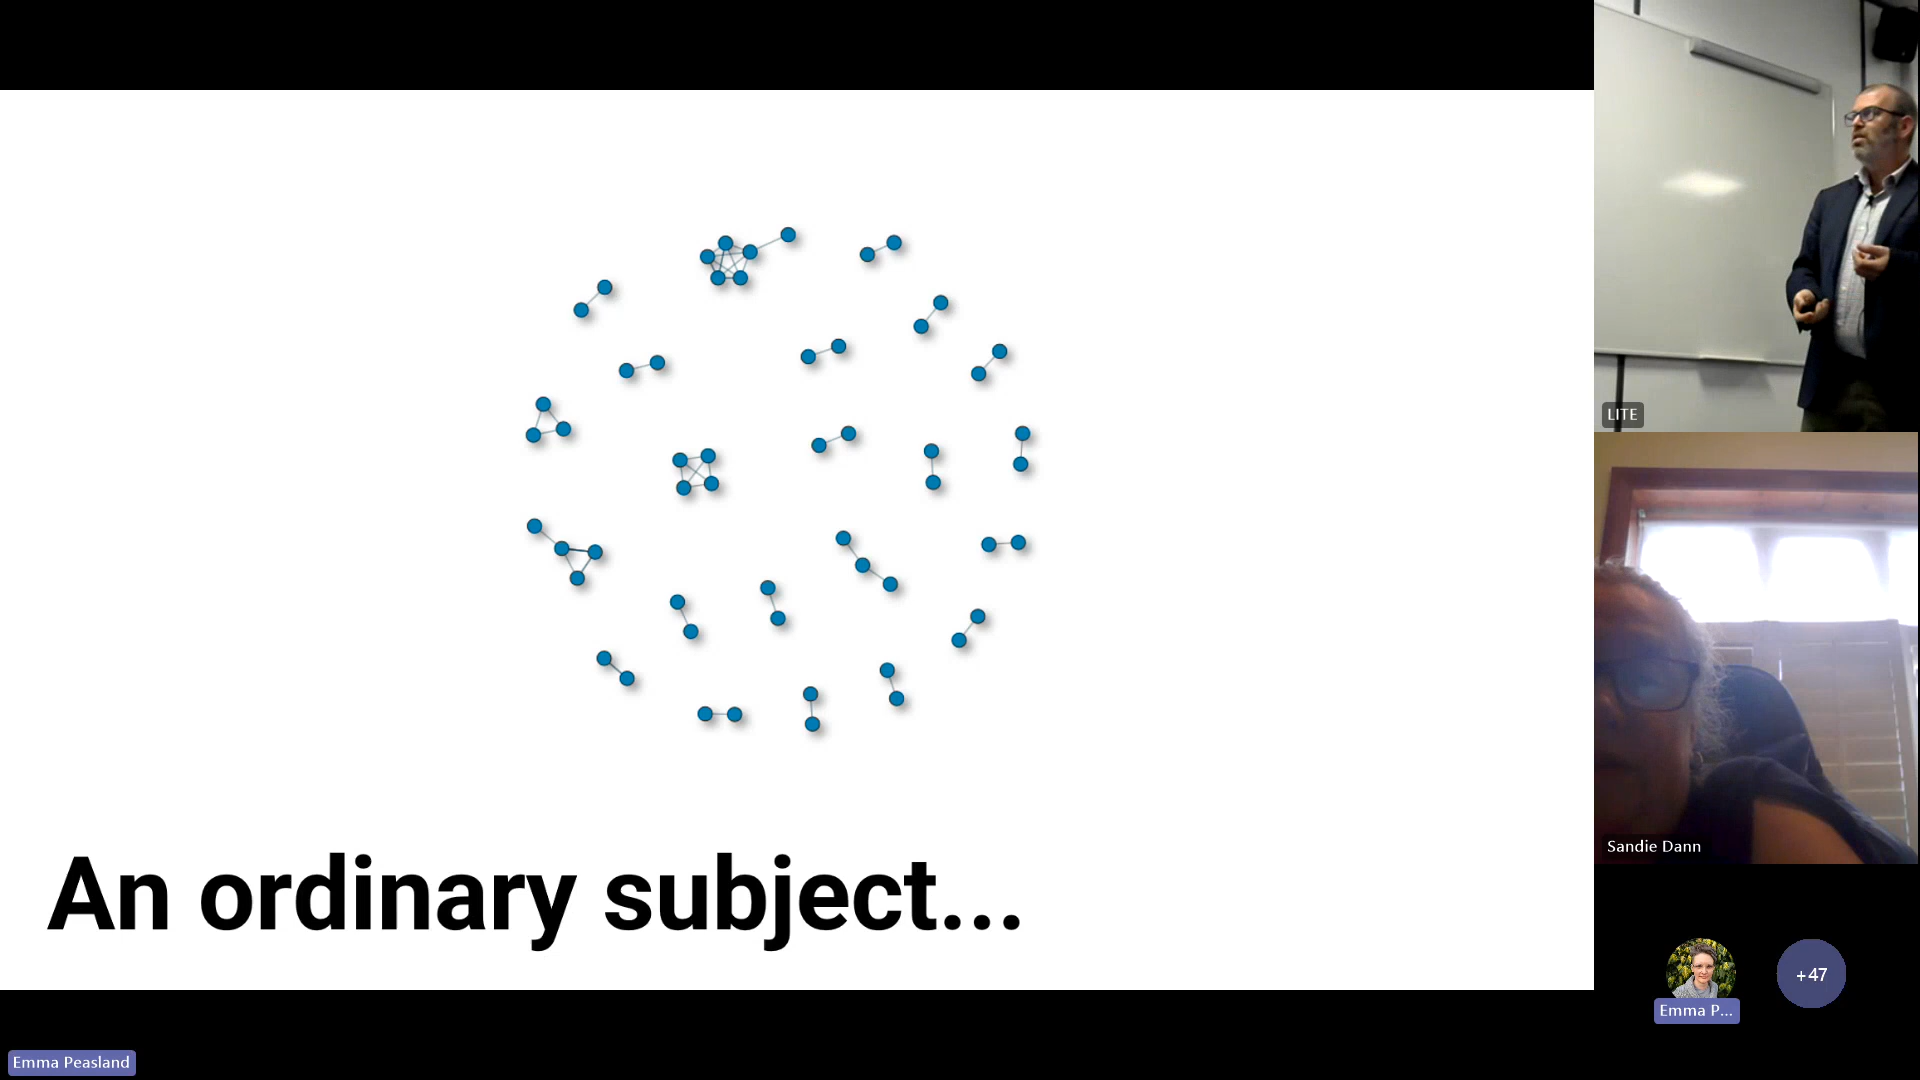 An ordinary subject...
LITE
Sandie Dann
Emma P...
+47
Emma Peasland